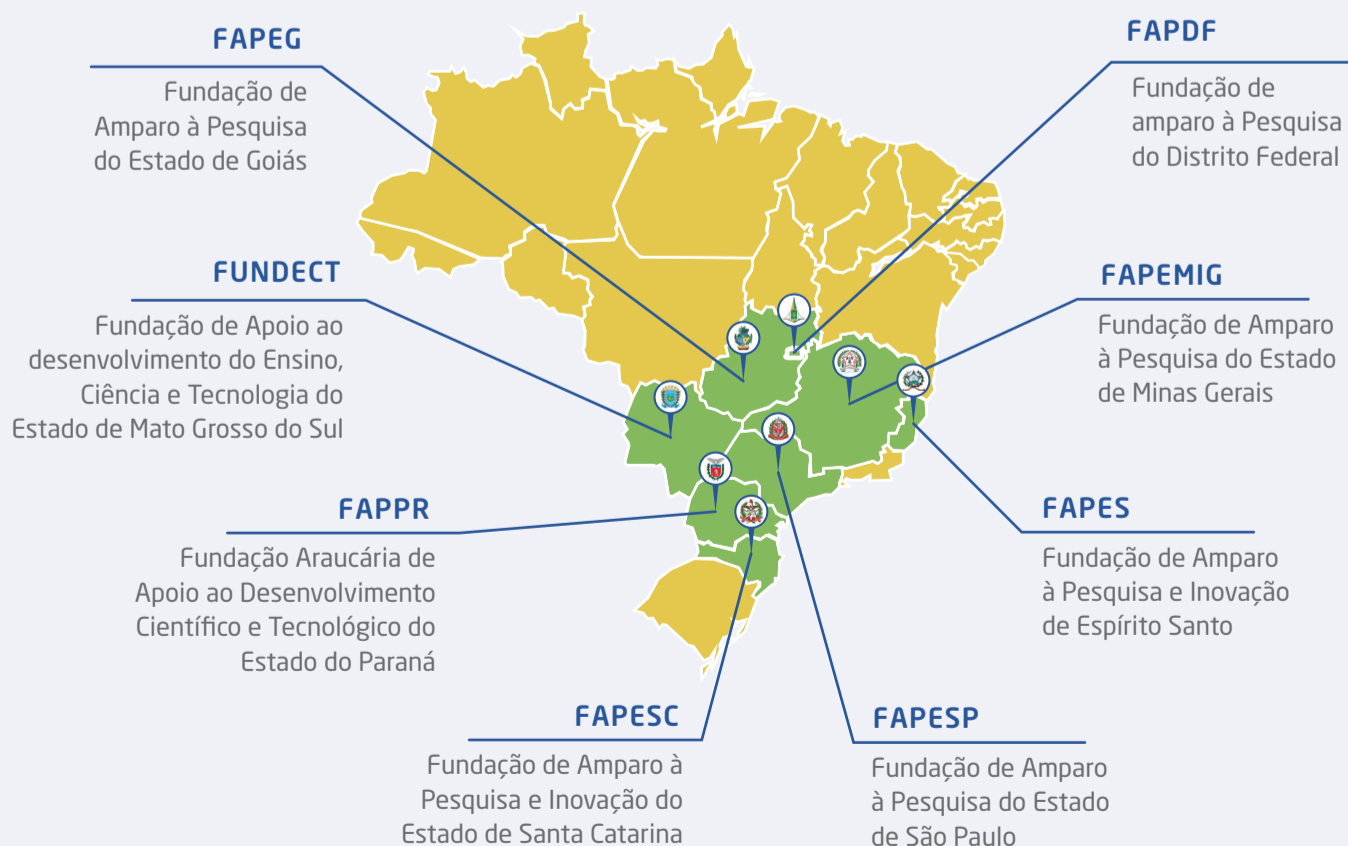 FAPEG
Fundação de
Amparo à Pesquisa
do Estado de Goiás
FAPDF
Fundação de
amparo à Pesquisa
do Distrito Federal
FUNDECT
Fundação de Apoio ao
desenvolvimento do Ensino,
Ciência e Tecnologia do
Estado de Mato Grosso do Sul
FAPEMIG
Fundação de Amparo
à Pesquisa do Estado
de Minas Gerais
FAPPR
Fundação Araucária de
Apoio ao Desenvolvimento
Científico e Tecnológico do
Estado do Paraná
FAPES
Fundação de Amparo
à Pesquisa e Inovação
de Espírito Santo
FAPESC
Fundação de Amparo à
Pesquisa e Inovação do
Estado de Santa Catarina
FAPESP
Fundação de Amparo
à Pesquisa do Estado
de São Paulo